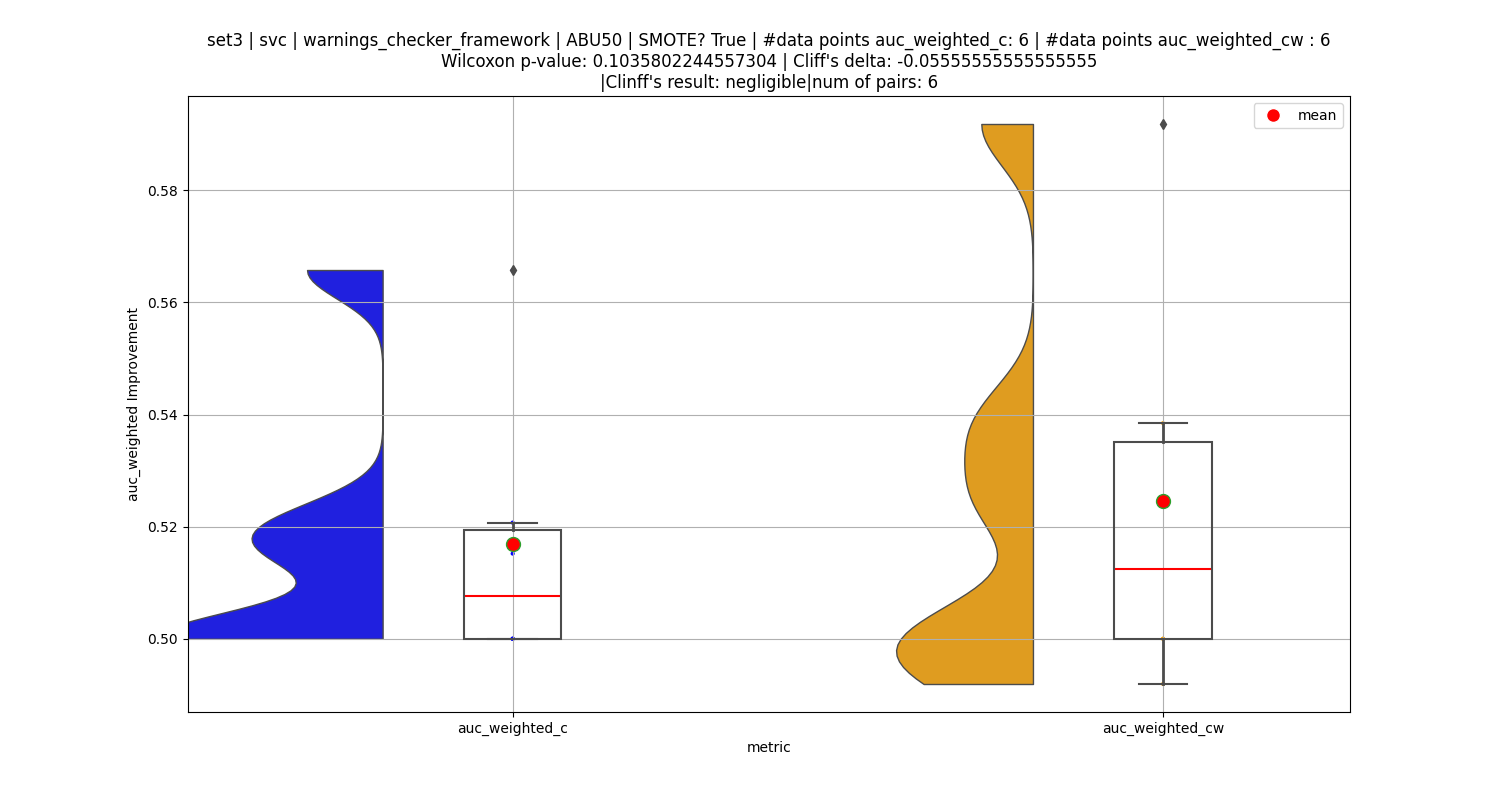 set3 | svc | warnings_checker_framework | ABU50 | SMOTE? True | #data points auc_weighted_c: 6 | #data points auc_weighted_cw : 6
Wilcoxon p-value: 0.1035802244557304 | Cliff's delta: -0.05555555555555555
|Clinff's result: negligible|num of pairs: 6
mean
0.58
0.56
0.54
0.52
0.50
auc_weighted Improvement
auc_weighted_c
auc_weighted_cw
metric